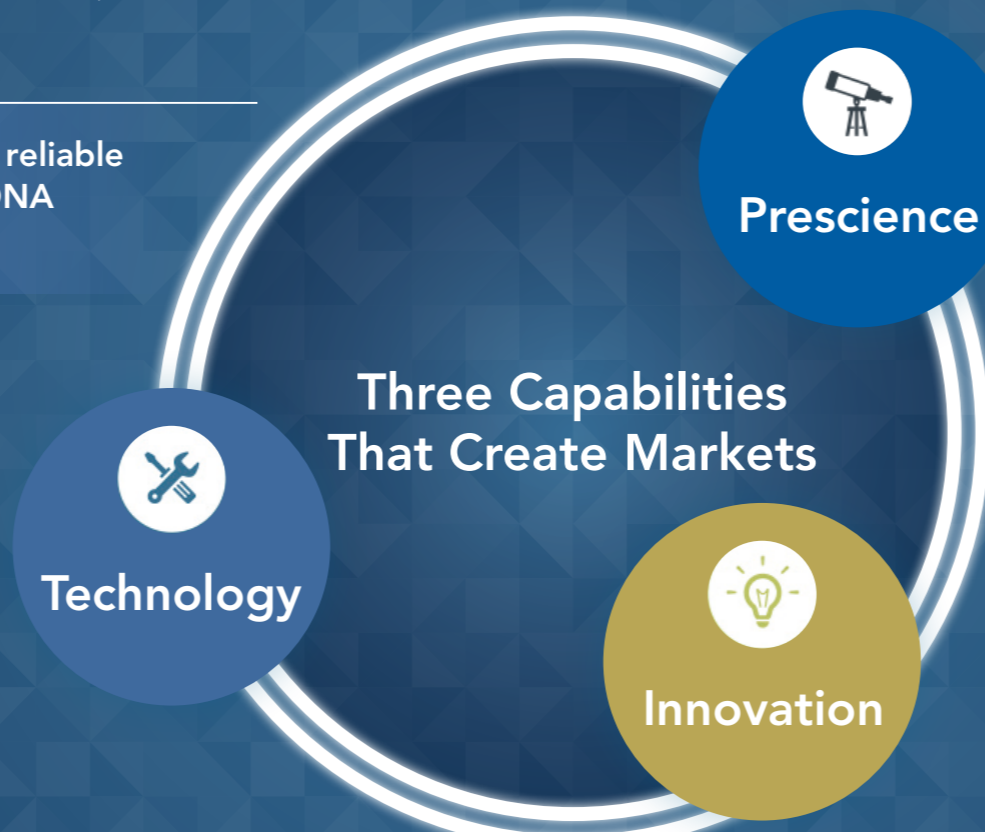 reliable
DNA
Prescience
Three Capabilities
That Create Markets
Technology
Innovation